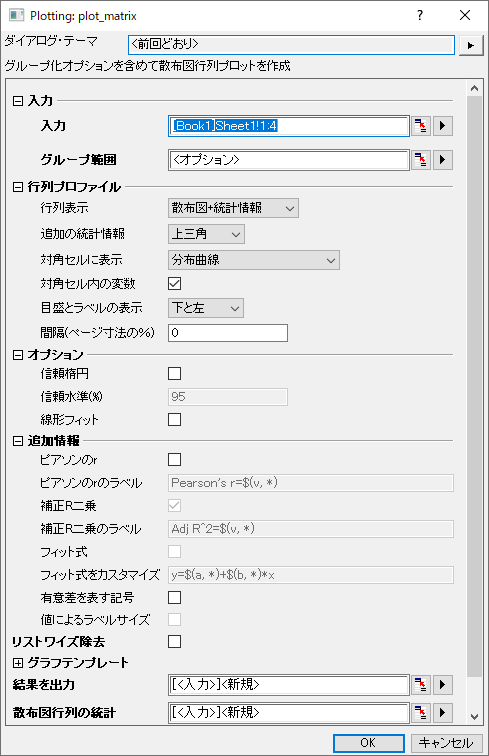 Plotting: plot_matrix
ダイアログ・テーマ <前回どおり>
グループ化オプションを含めて散布図行列プロットを作成
入力
入力 [Book1]Sheet1!1:4
グループ範囲 <オプション>
行列プロファイル
行列表示 散布図+統計情報
追加の統計情報 上三角
対角セルに表示 分布曲線
対角セル内の変数
目盛とラベルの表示 下と左
間隔(ページ寸法の%) 0
オプション
信頼楕円
信頼水準(%) 95
線形フィット
追加情報
ピアソンのr
ピアソンのrのラベル Pearson's r=$(v, *)
補正R二乗
補正R二乗のラベル Adj R^2=$(v, *)
フィット式
フィット式をカスタマイズ y=$(a, *)+$(b, *)*x
有意差を表す記号
値によるラベルサイズ
リストワイズ除去
グラフテンプレート
結果を出力 [<入力>]<新規>
散布図行列の統計 [<入力>]<新規>
OK キャンセル